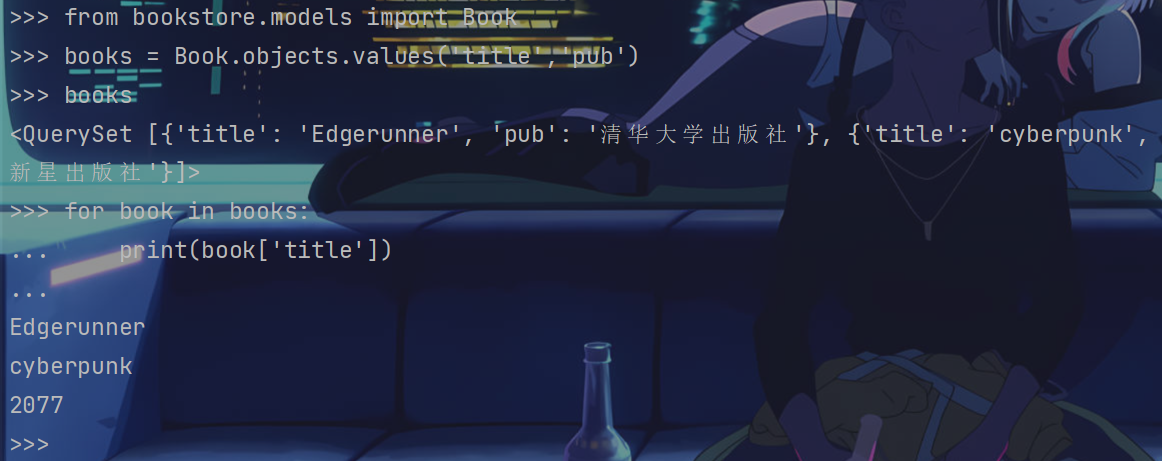 >>> from bookstore.models import Book
>>> books = Book.objects.values('title','pub')
>>> books
<QuerySet [{'title': 'Edgerunner', 'pub': '清华大学出版社'}, {'title': 'cyberpunk',
新星出版社'}]>
>>> for book in books:
...     print(book['title'])
...
Edgerunner
cyberpunk
2077
>>>